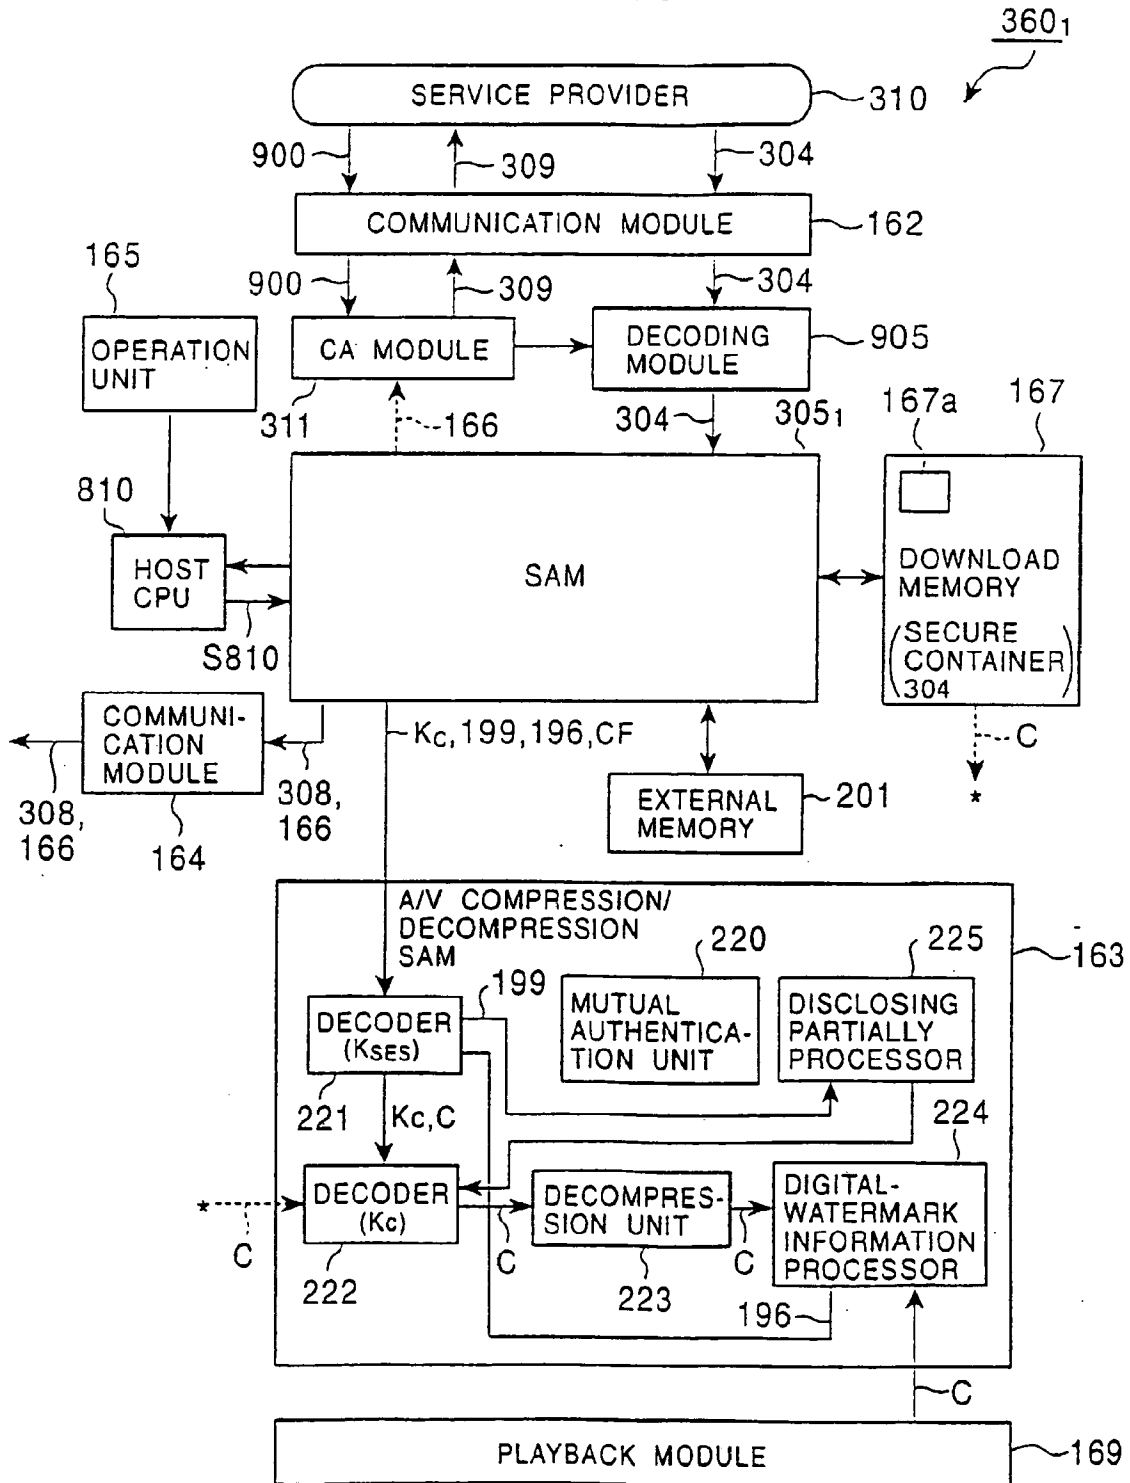 360₁
SERVICE PROVIDER
310
900
309
304
COMMUNICATION MODULE
162
165
900
309
304
OPERATION
UNIT
CA MODULE
DECODING
MODULE
905
311
166
304
305₁
167a
167
810
HOST
CPU
S810
SAM
DOWNLOAD
MEMORY
(SECURE
CONTAINER)
304
COMMUNI-
CATION
MODULE
308,
166
164
308,
166
Kc,199,196,CF
EXTERNAL
MEMORY
201
C
*
A/V COMPRESSION/
DECOMPRESSION
SAM
163
199
220
225
DECODER
(KSES)
221
MUTUAL
AUTHENTICA-
TION UNIT
DISCLOSING
PARTIALLY
PROCESSOR
Kc,C
224
*
C
DECODER
(Kc)
222
C
DECOMPRES-
SION UNIT
223
C
DIGITAL-
WATERMARK
INFORMATION
PROCESSOR
196
C
PLAYBACK MODULE
169